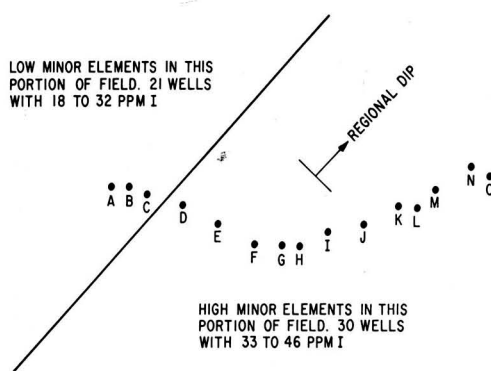 LOW MINOR ELEMENTS IN THIS
PORTION OF FIELD. 21 WELLS
WITH 18 TO 32 PPM I
REGIONAL DIP
A
B
C
D
E
F
G
H
I
J
K
L
M
N
O
HIGH MINOR ELEMENTS IN THIS
PORTION OF FIELD. 30 WELLS
WITH 33 TO 46 PPM I